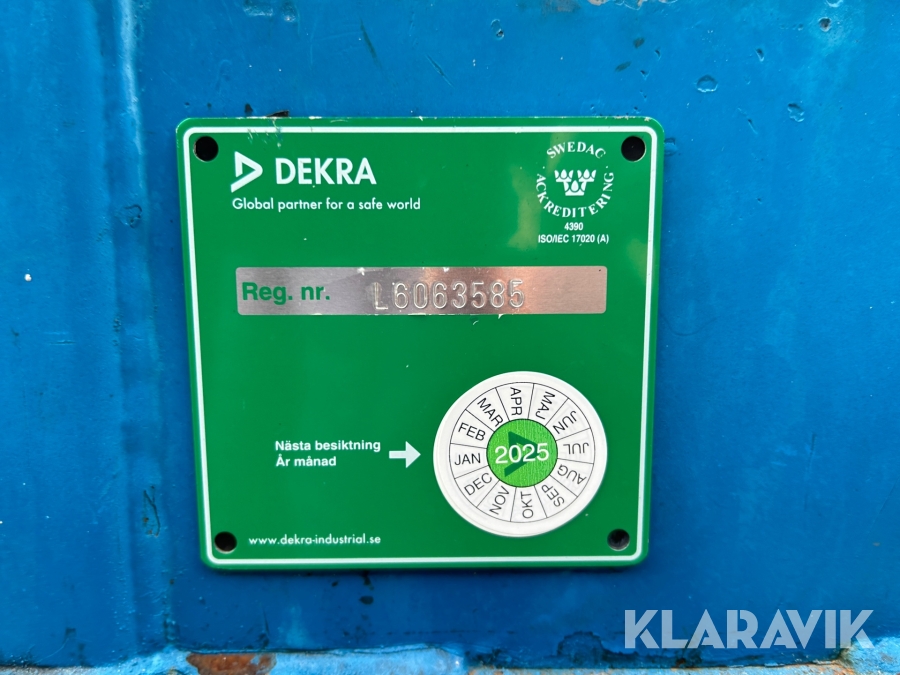 DEKRA
Global partner for a safe world
SWEDAC
ACKREDITERING
4390
ISO/IEC 17020 (A)
Reg. nr. L6063585
Nästa besiktning
År månad
JAN
FEB
MAR
APR
MAJ
JUN
JUL
AUG
SEP
OKT
NOV
DEC
2025
www.dekra-industrial.se
KLARAVIK